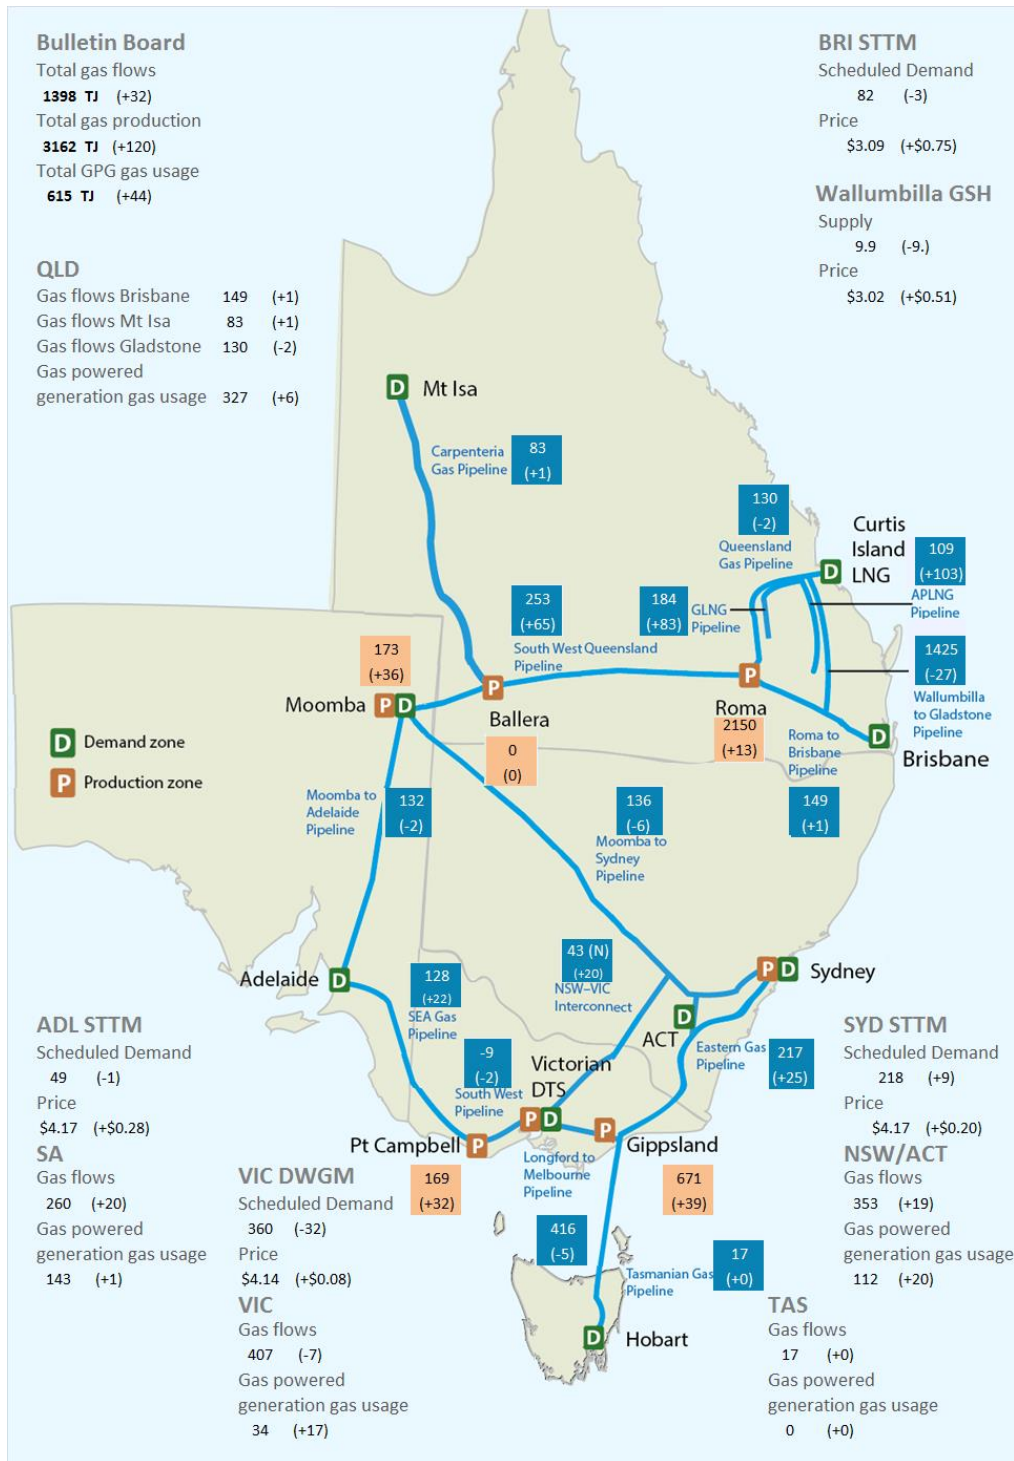 Bulletin Board
Total gas flows
1398 TJ (+32)
Total gas production
3162 TJ (+120)
Total GPG gas usage
615 TJ (+44)
BRI STTM
Scheduled Demand
82 (-3)
Price
$3.09 (+$0.75)
Wallumbilla GSH
Supply
9.9 (-9.)
Price
$3.02 (+$0.51)
QLD
Gas flows Brisbane 149 (+1)
Gas flows Mt Isa 83 (+1)
Gas flows Gladstone 130 (-2)
Gas powered
generation gas usage 327 (+6)
D Mt Isa
Carpenteria
Gas Pipeline
83
(+1)
130
(-2)
Queensland
Gas Pipeline
Curtis
Island
LNG
D
109
(+103)
APLNG
Pipeline
253
(+65)
South West Queensland
Pipeline
184
(+83)
GLNG
Pipeline
1425
(-27)
Wallumbilla
to Gladstone
Pipeline
173
(+36)
Moomba P D
P
Ballera
0
(0)
P
Roma
2150
(+13)
Roma to
Brisbane
Pipeline
D
Brisbane
149
(+1)
D Demand zone
P Production zone
Moomba to
Adelaide
Pipeline
132
(-2)
136
(-6)
Moomba to
Sydney
Pipeline
43 (N)
(+20)
NSW–VIC
Interconnect
Adelaide D
128
(+22)
SEA Gas
Pipeline
P D Sydney
ACT D
Eastern Gas
Pipeline
217
(+25)
-9
(-2)
South West
Pipeline
Victorian
DTS
P D
P
Gippsland
Pt Campbell P
169
(+32)
Longford to
Melbourne
Pipeline
671
(+39)
416
(-5)
17
(+0)
Tasmanian Gas
Pipeline
D Hobart
ADL STTM
Scheduled Demand
49 (-1)
Price
$4.17 (+$0.28)
SA
Gas flows
260 (+20)
Gas powered
generation gas usage
143 (+1)
VIC DWGM
Scheduled Demand
360 (-32)
Price
$4.14 (+$0.08)
VIC
Gas flows
407 (-7)
Gas powered
generation gas usage
34 (+17)
SYD STTM
Scheduled Demand
218 (+9)
Price
$4.17 (+$0.20)
NSW/ACT
Gas flows
353 (+19)
Gas powered
generation gas usage
112 (+20)
TAS
Gas flows
17 (+0)
Gas powered
generation gas usage
0 (+0)